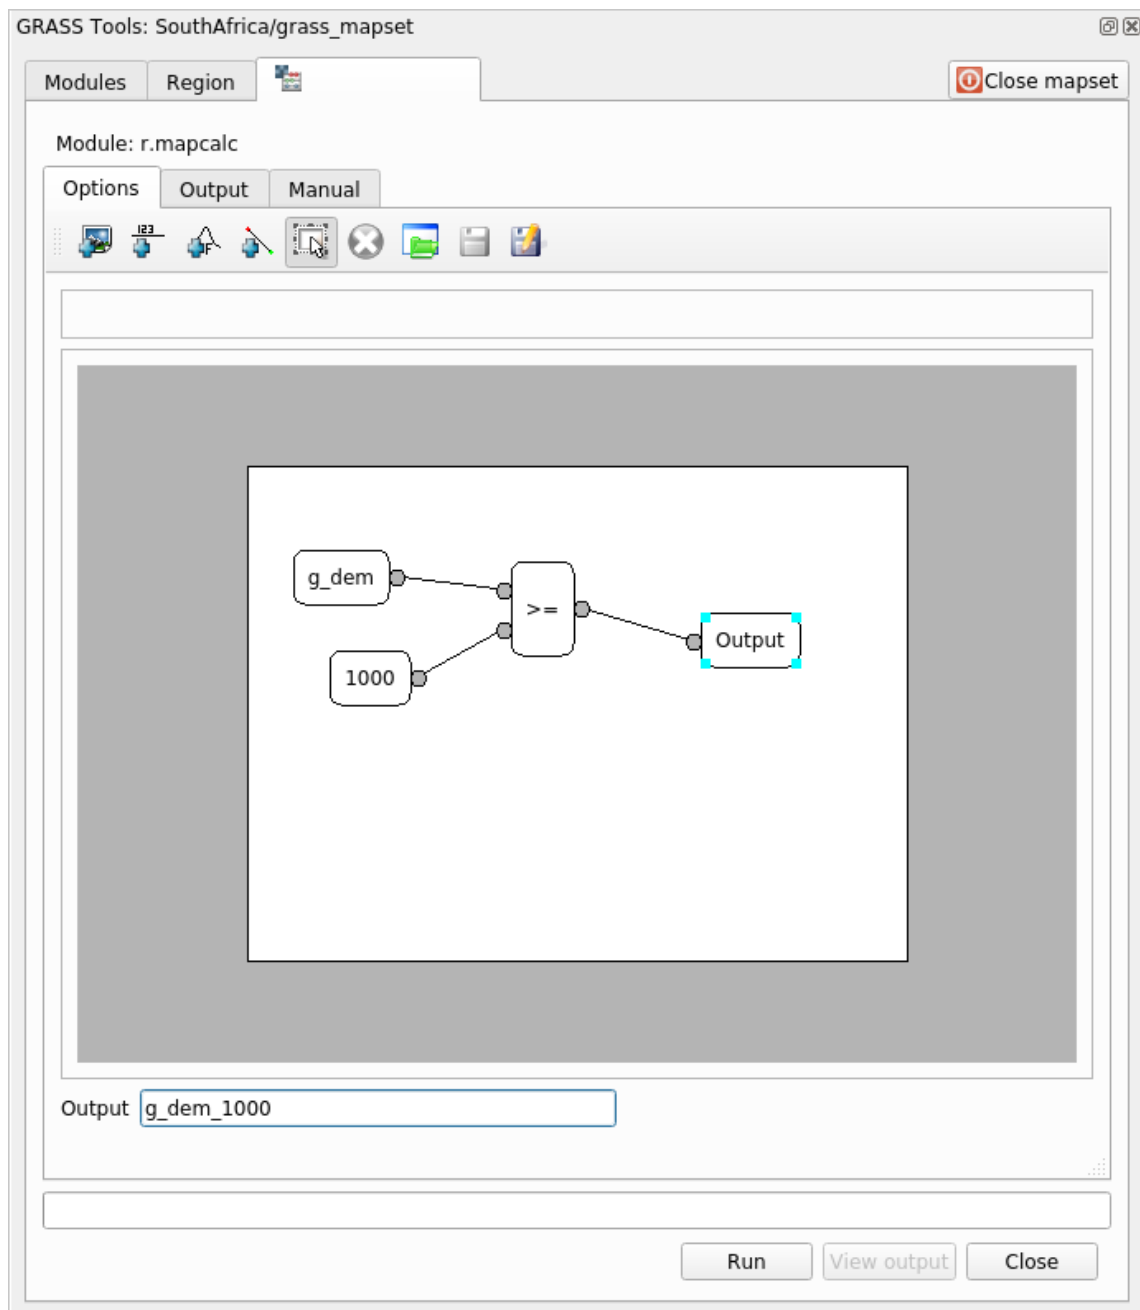 GRASS Tools: SouthAfrica/grass_mapset
Modules Region Close mapset
Module: r.mapcalc
Options Output Manual
123
F
g_dem
>=
Output
1000
Output g_dem_1000
Run View output Close